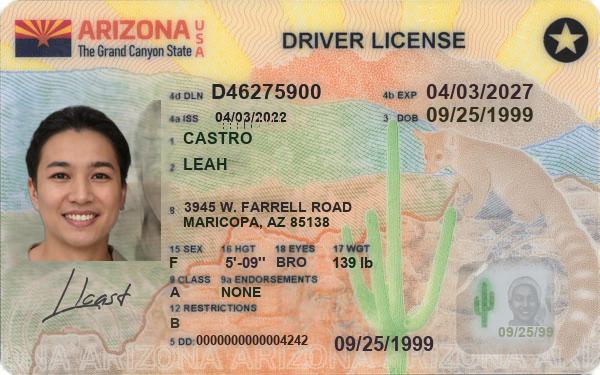 ARIZONA USA
The Grand Canyon State
DRIVER LICENSE
4d DLN D46275900
4b EXP 04/03/2027
4a ISS 04/03/2022
3 DOB 09/25/1999
1 CASTRO
2 LEAH
8 3945 W. FARRELL ROAD
MARICOPA, AZ 85138
15 SEX 16 HGT 18 EYES 17 WGT
F 5'-09" BRO 139 lb
9 CLASS 9a ENDORSEMENTS
A NONE
12 RESTRICTIONS
B
Lcast
5 DD: 0000000000004242
09/25/1999
09/25/99
ARIZONA ARIZONA ARIZONA ARIZONA